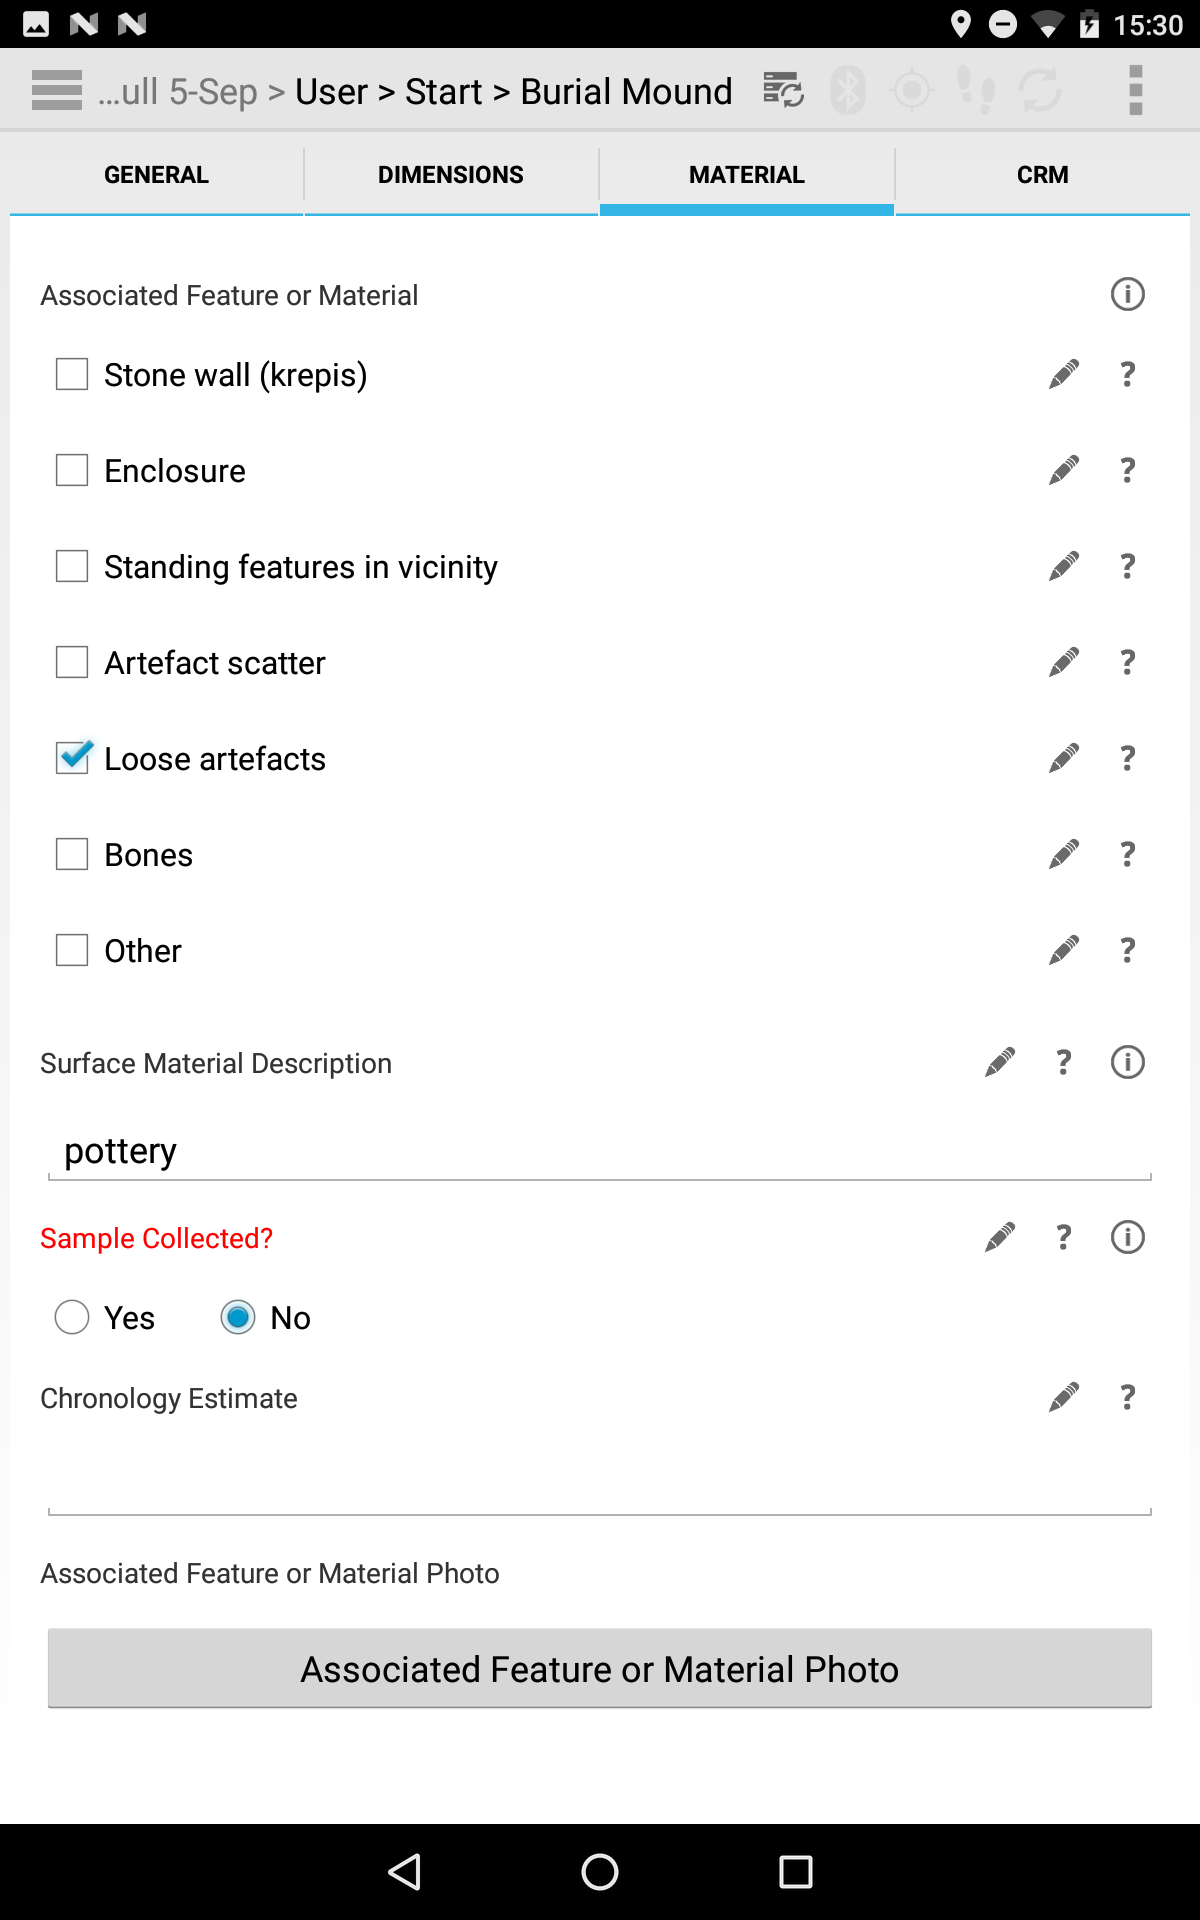 15:30
...ull 5-Sep > User > Start > Burial Mound
GENERAL DIMENSIONS MATERIAL CRM
Associated Feature or Material
Stone wall (krepis) ?
Enclosure ?
Standing features in vicinity ?
Artefact scatter ?
Loose artefacts ?
Bones ?
Other ?
Surface Material Description ?
pottery
Sample Collected? ?
Yes No
Chronology Estimate ?
Associated Feature or Material Photo
Associated Feature or Material Photo